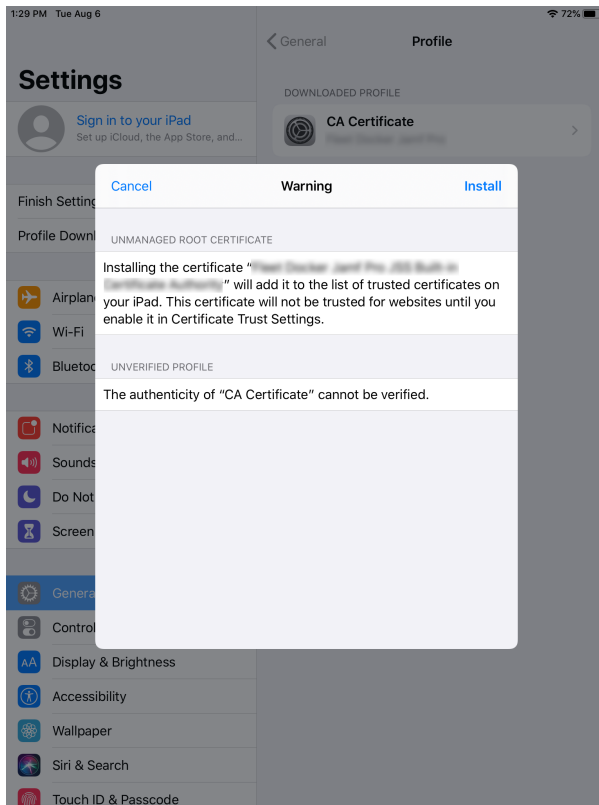 1:29 PM Tue Aug 6
72%
Settings
Sign in to your iPad
Set up iCloud, the App Store, and...
Finish Setting
Profile Downl
Airplan
Wi-Fi
Bluetoo
Notifica
Sounds
Do Not
Screen
General
Control
Display & Brightness
Accessibility
Wallpaper
Siri & Search
Touch ID & Passcode
General
Profile
DOWNLOADED PROFILE
CA Certificate
Cancel
Warning
Install
UNMANAGED ROOT CERTIFICATE
Installing the certificate “
” will add it to the list of trusted certificates on
your iPad. This certificate will not be trusted for websites until you
enable it in Certificate Trust Settings.
UNVERIFIED PROFILE
The authenticity of “CA Certificate” cannot be verified.